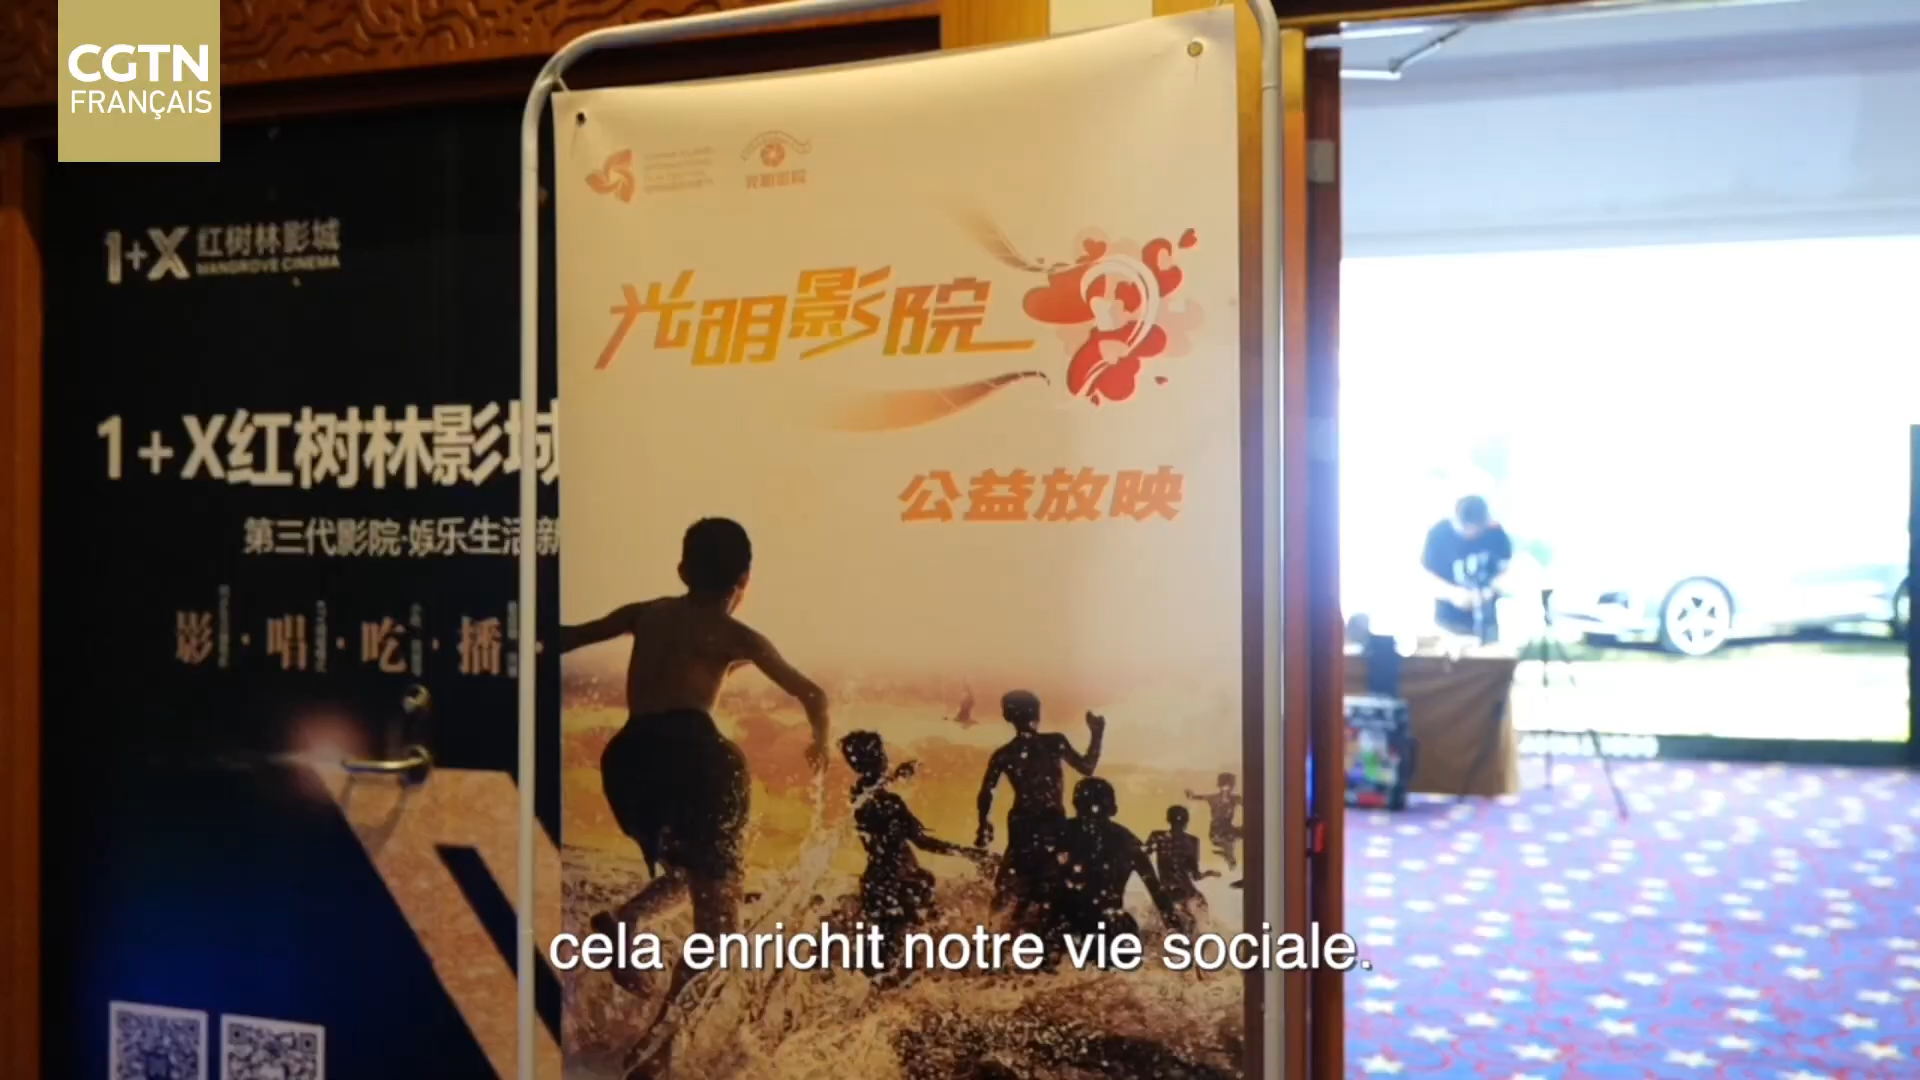 CGTN
FRANÇAIS
1+X 红树林影城
MANGROVE CINEMA
1+X红树林影城
第三代影院·娱乐生活新
影·唱·吃·播·
光明影院
光明影院
公益放映
cela enrichit notre vie sociale.